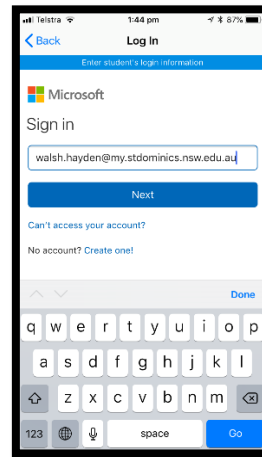 Telstra 1:44 pm 87%
Back Log In
Enter student's login information
Microsoft
Sign in
walsh.hayden@my.stdominics.nsw.edu.au
Next
Can't access your account?
No account? Create one!
Done
q w e r t y u i o p
a s d f g h j k l
z x c v b n m
123 space Go